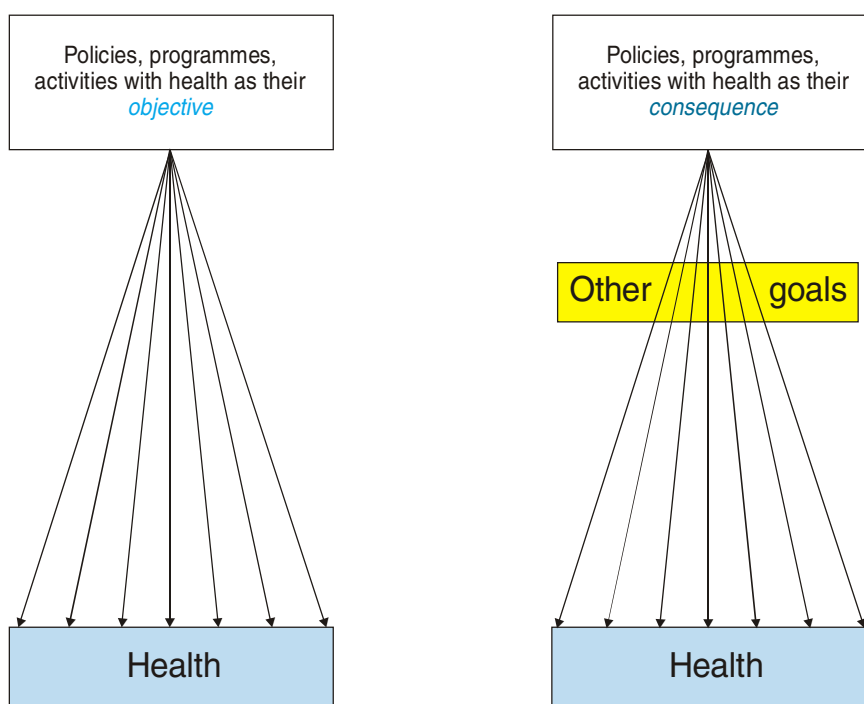 Policies, programmes,
activities with health as their
objective
Policies, programmes,
activities with health as their
consequence
Other goals
Health
Health